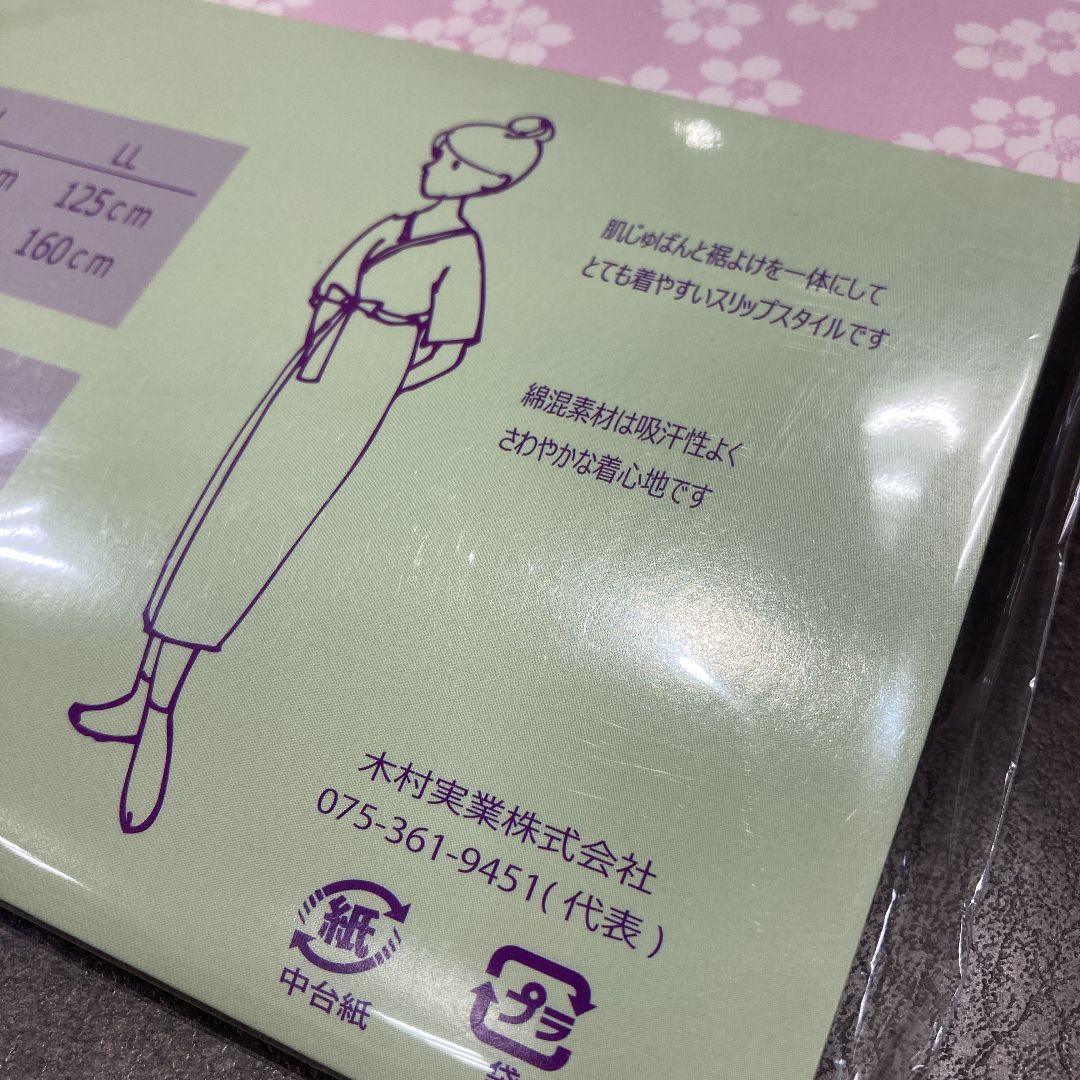 LL
cm 125cm
160cm
肌じゅばんと裾よけを一体にして
とても着やすいスリップスタイルです
綿混素材は吸汗性よく
さわやかな着心地です
木村実業株式会社
075-361-9451(代表)
紙
中台紙
プラ
袋